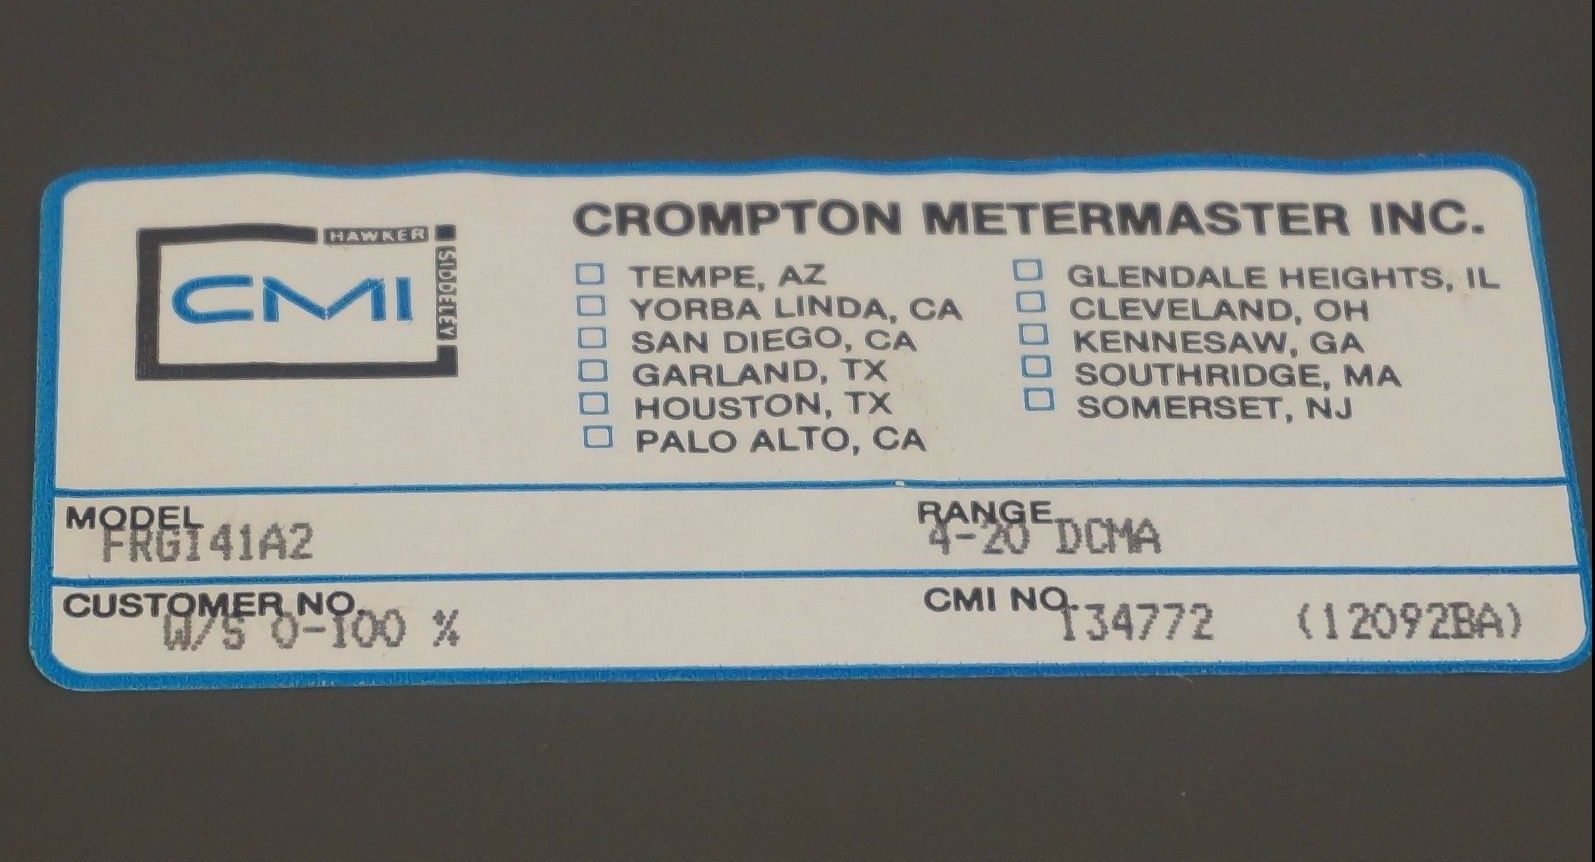 HAWKER
SIDDELEY
CMI
CROMPTON METERMASTER INC.
TEMPE, AZ
YORBA LINDA, CA
SAN DIEGO, CA
GARLAND, TX
HOUSTON, TX
PALO ALTO, CA
GLENDALE HEIGHTS, IL
CLEVELAND, OH
KENNESAW, GA
SOUTHRIDGE, MA
SOMERSET, NJ
MODEL
FRG141A2
RANGE
4-20 DCMA
CUSTOMER NO.
W/S 0-100 %
CMI NO.
134772 (12092BA)